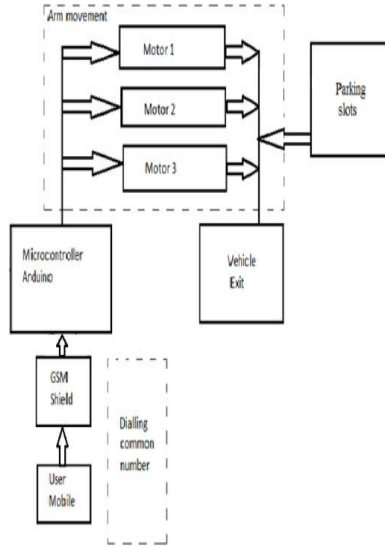 Arm movement
Motor 1
Motor 2
Motor 3
Parking
slots
Microcontroller
Arduino
Vehicle
Exit
GSM
Shield
Dialling
common
number
User
Mobile